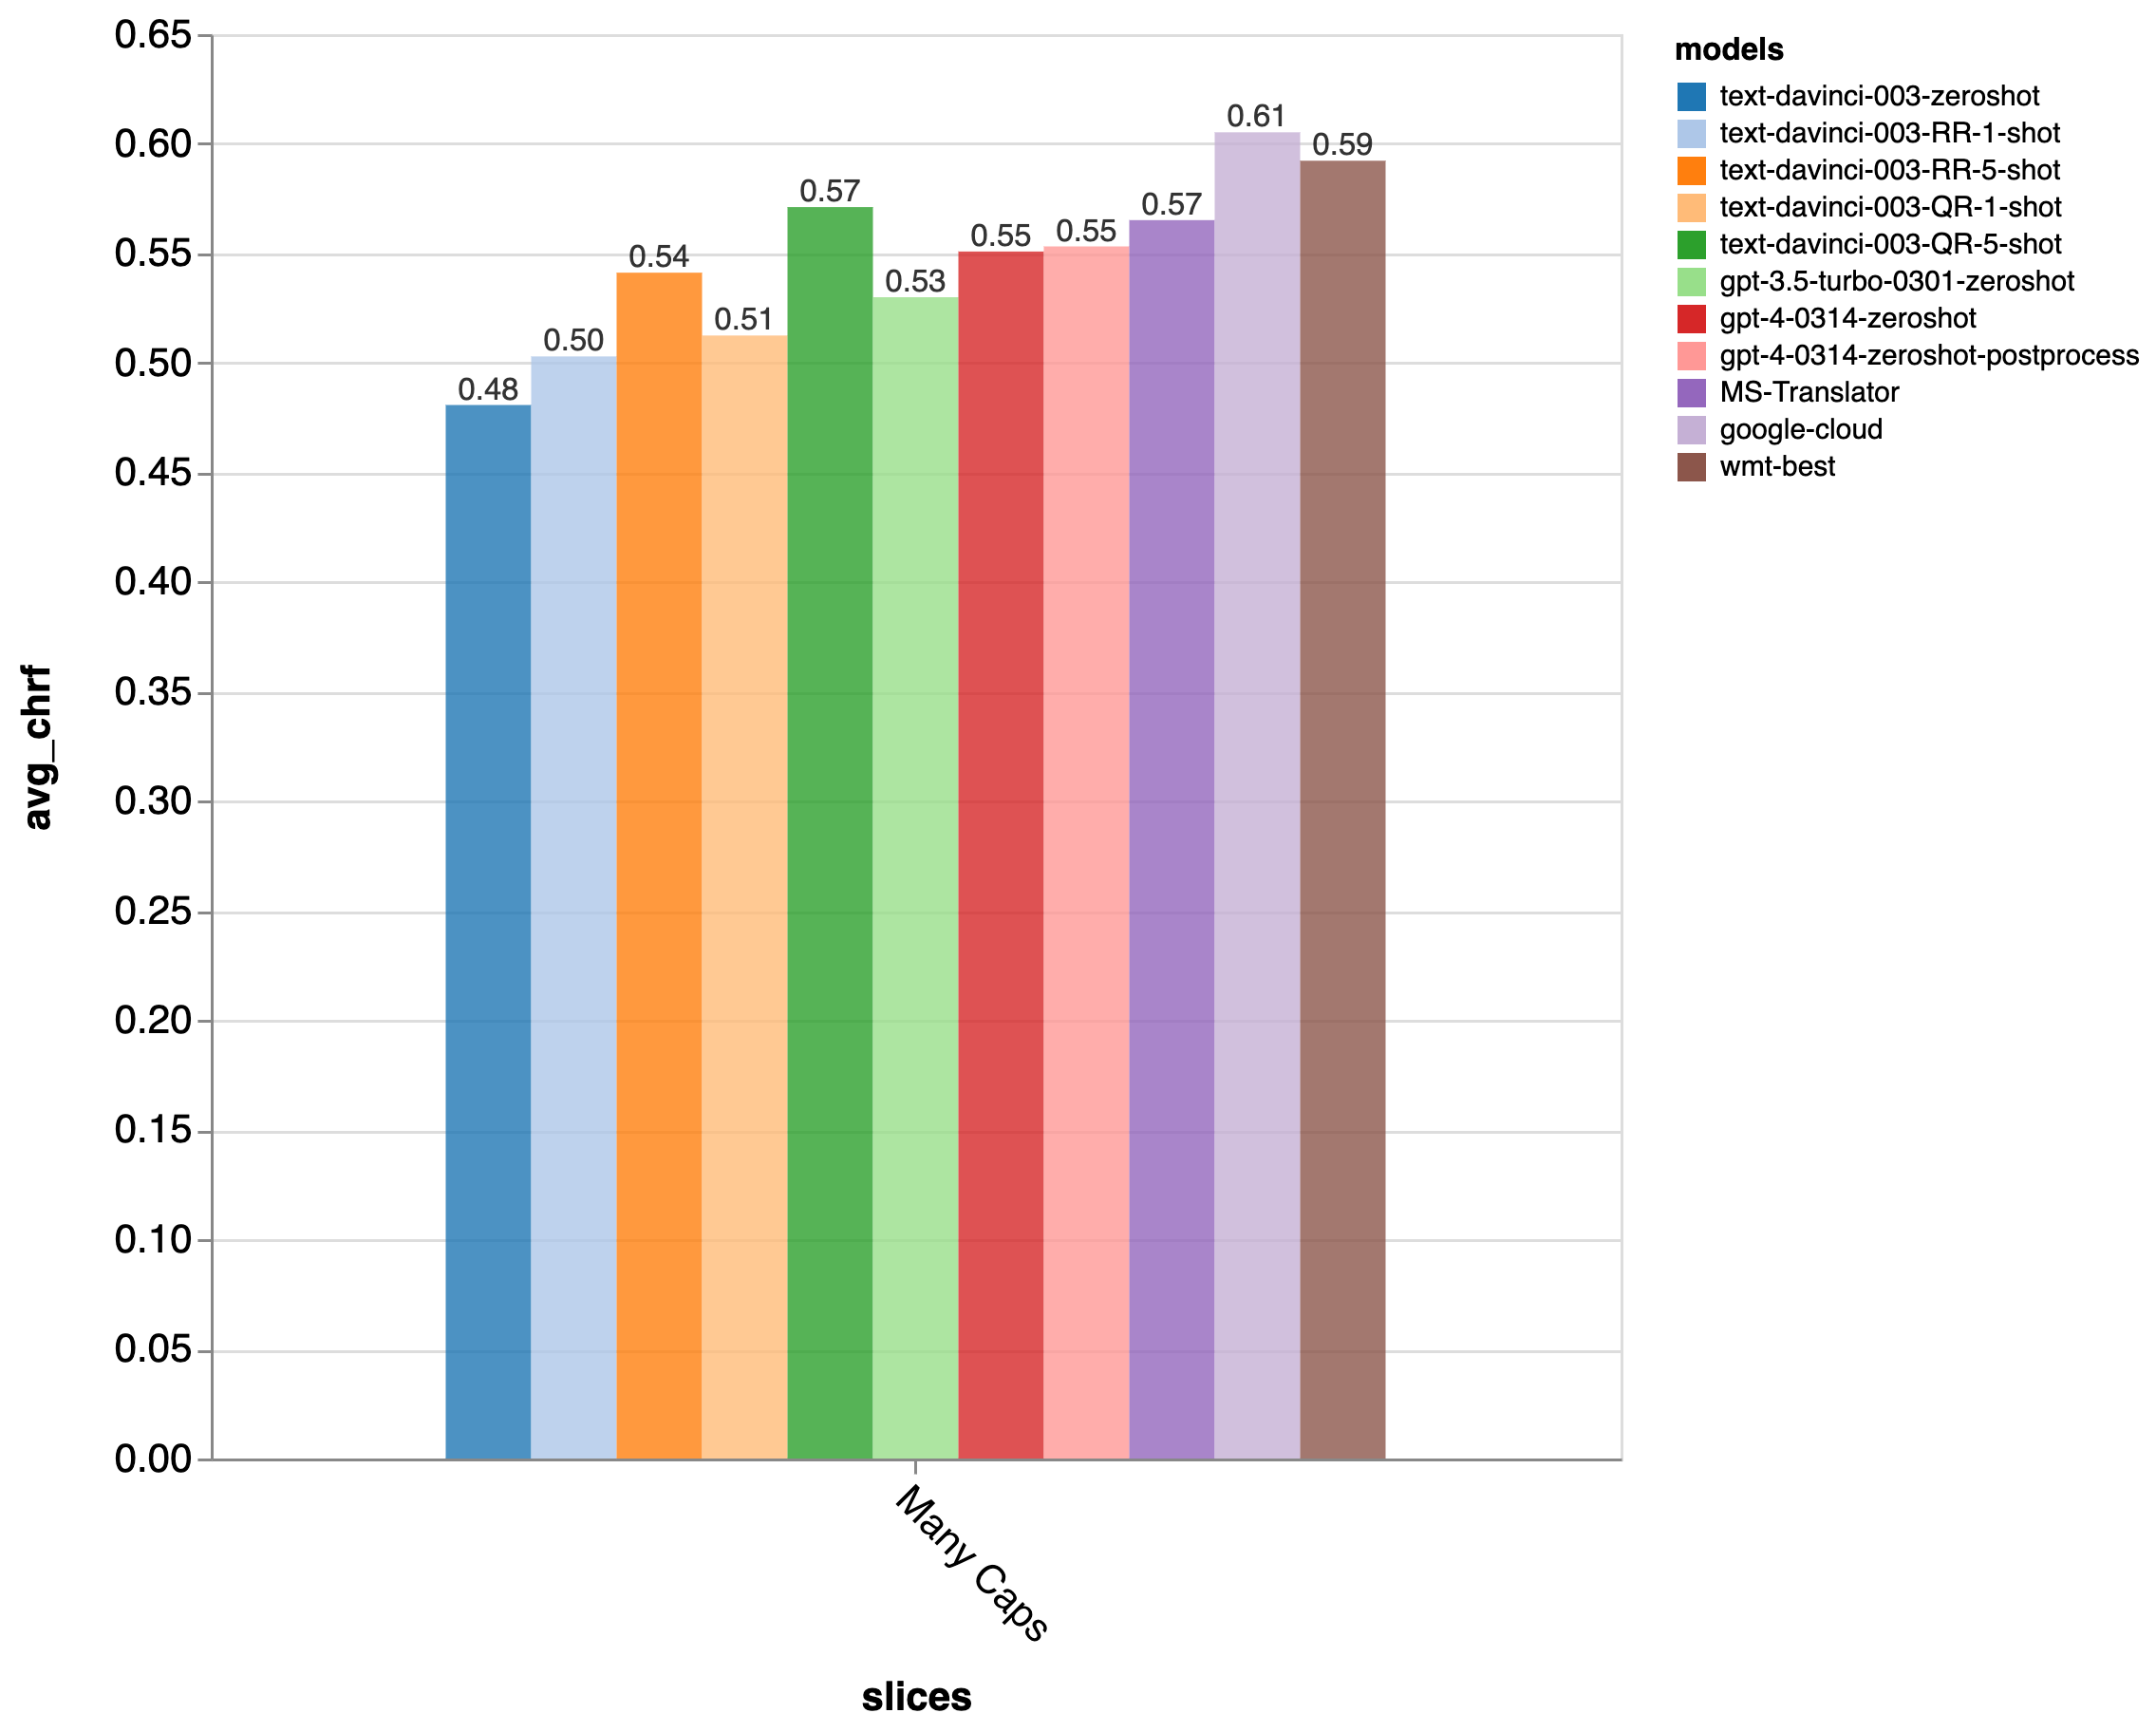 avg_chrf
0.65
0.60
0.55
0.50
0.45
0.40
0.35
0.30
0.25
0.20
0.15
0.10
0.05
0.00
0.48
0.50
0.54
0.51
0.57
0.53
0.55
0.55
0.57
0.61
0.59
Many Caps
slices
models
text-davinci-003-zeroshot
text-davinci-003-RR-1-shot
text-davinci-003-RR-5-shot
text-davinci-003-QR-1-shot
text-davinci-003-QR-5-shot
gpt-3.5-turbo-0301-zeroshot
gpt-4-0314-zeroshot
gpt-4-0314-zeroshot-postprocess
MS-Translator
google-cloud
wmt-best